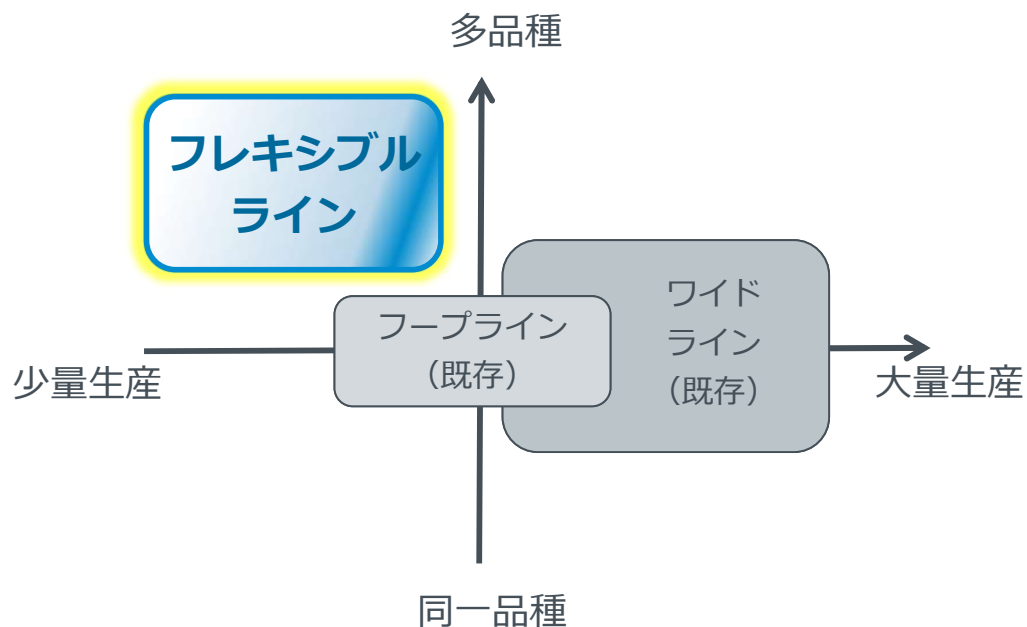 多品種
フレキシブル
ライン
ワイド
ライン
(既存)
フープライン
(既存)
少量生産
大量生産
同一品種